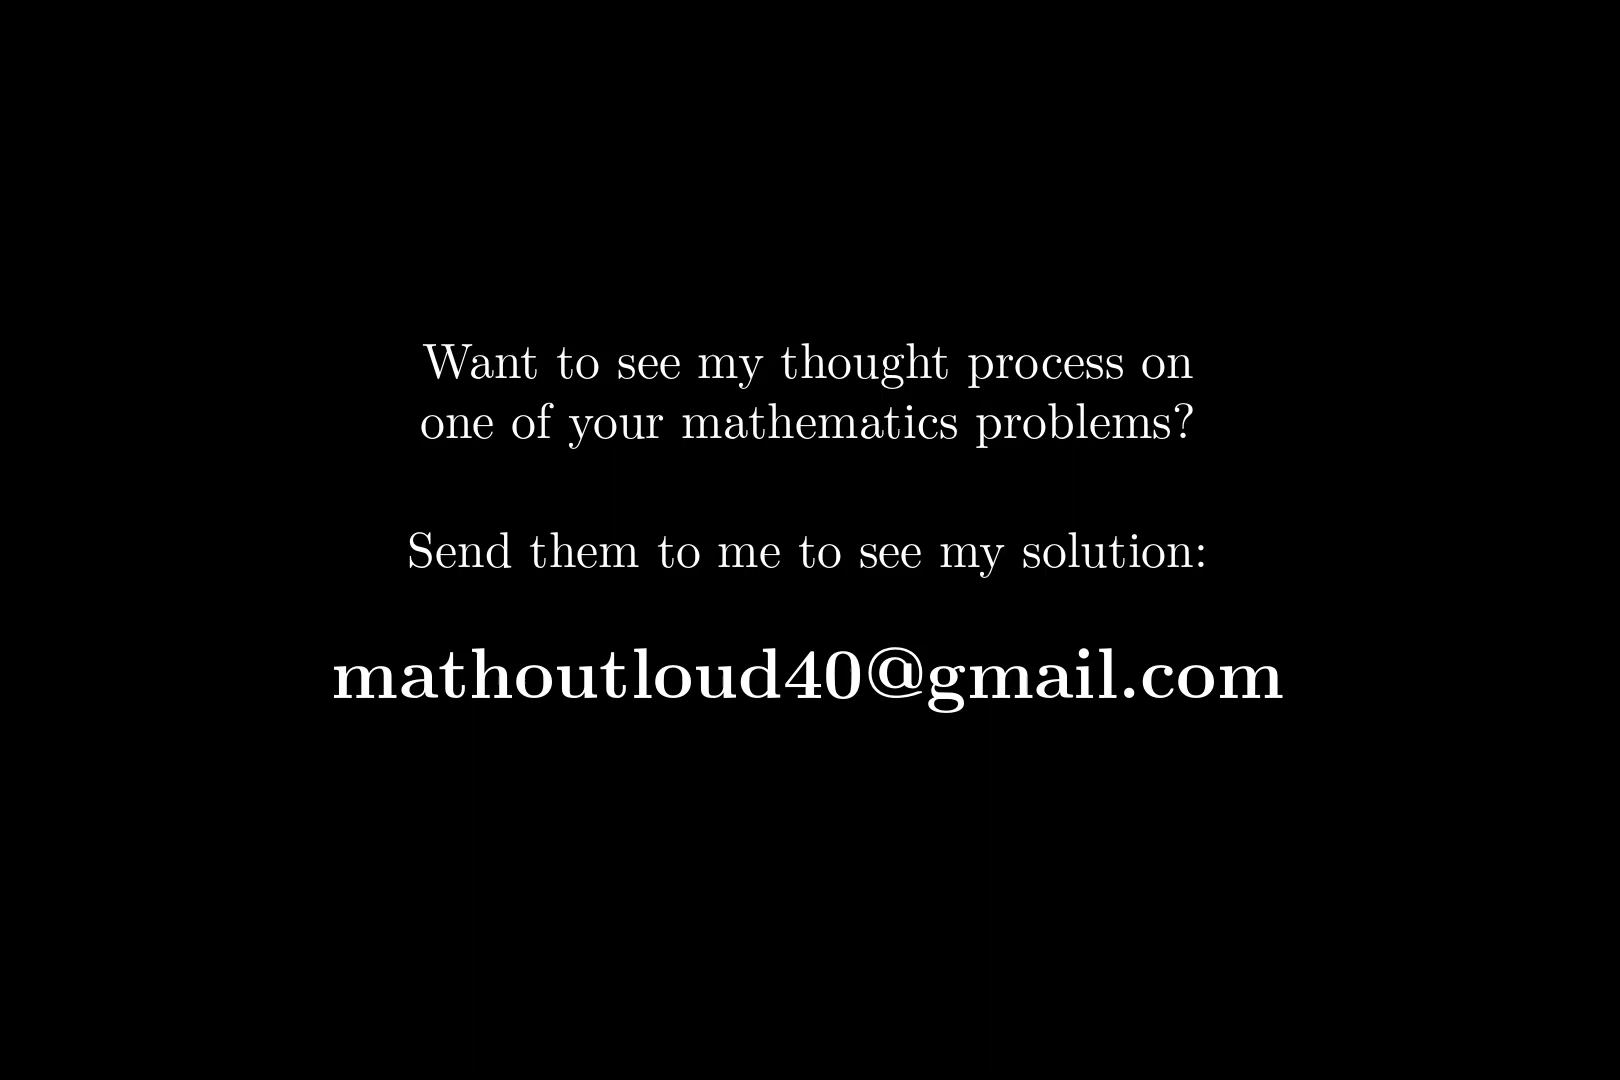 Want to see my thought process on
one of your mathematics problems?
Send them to me to see my solution:
mathoutloud40@gmail.com